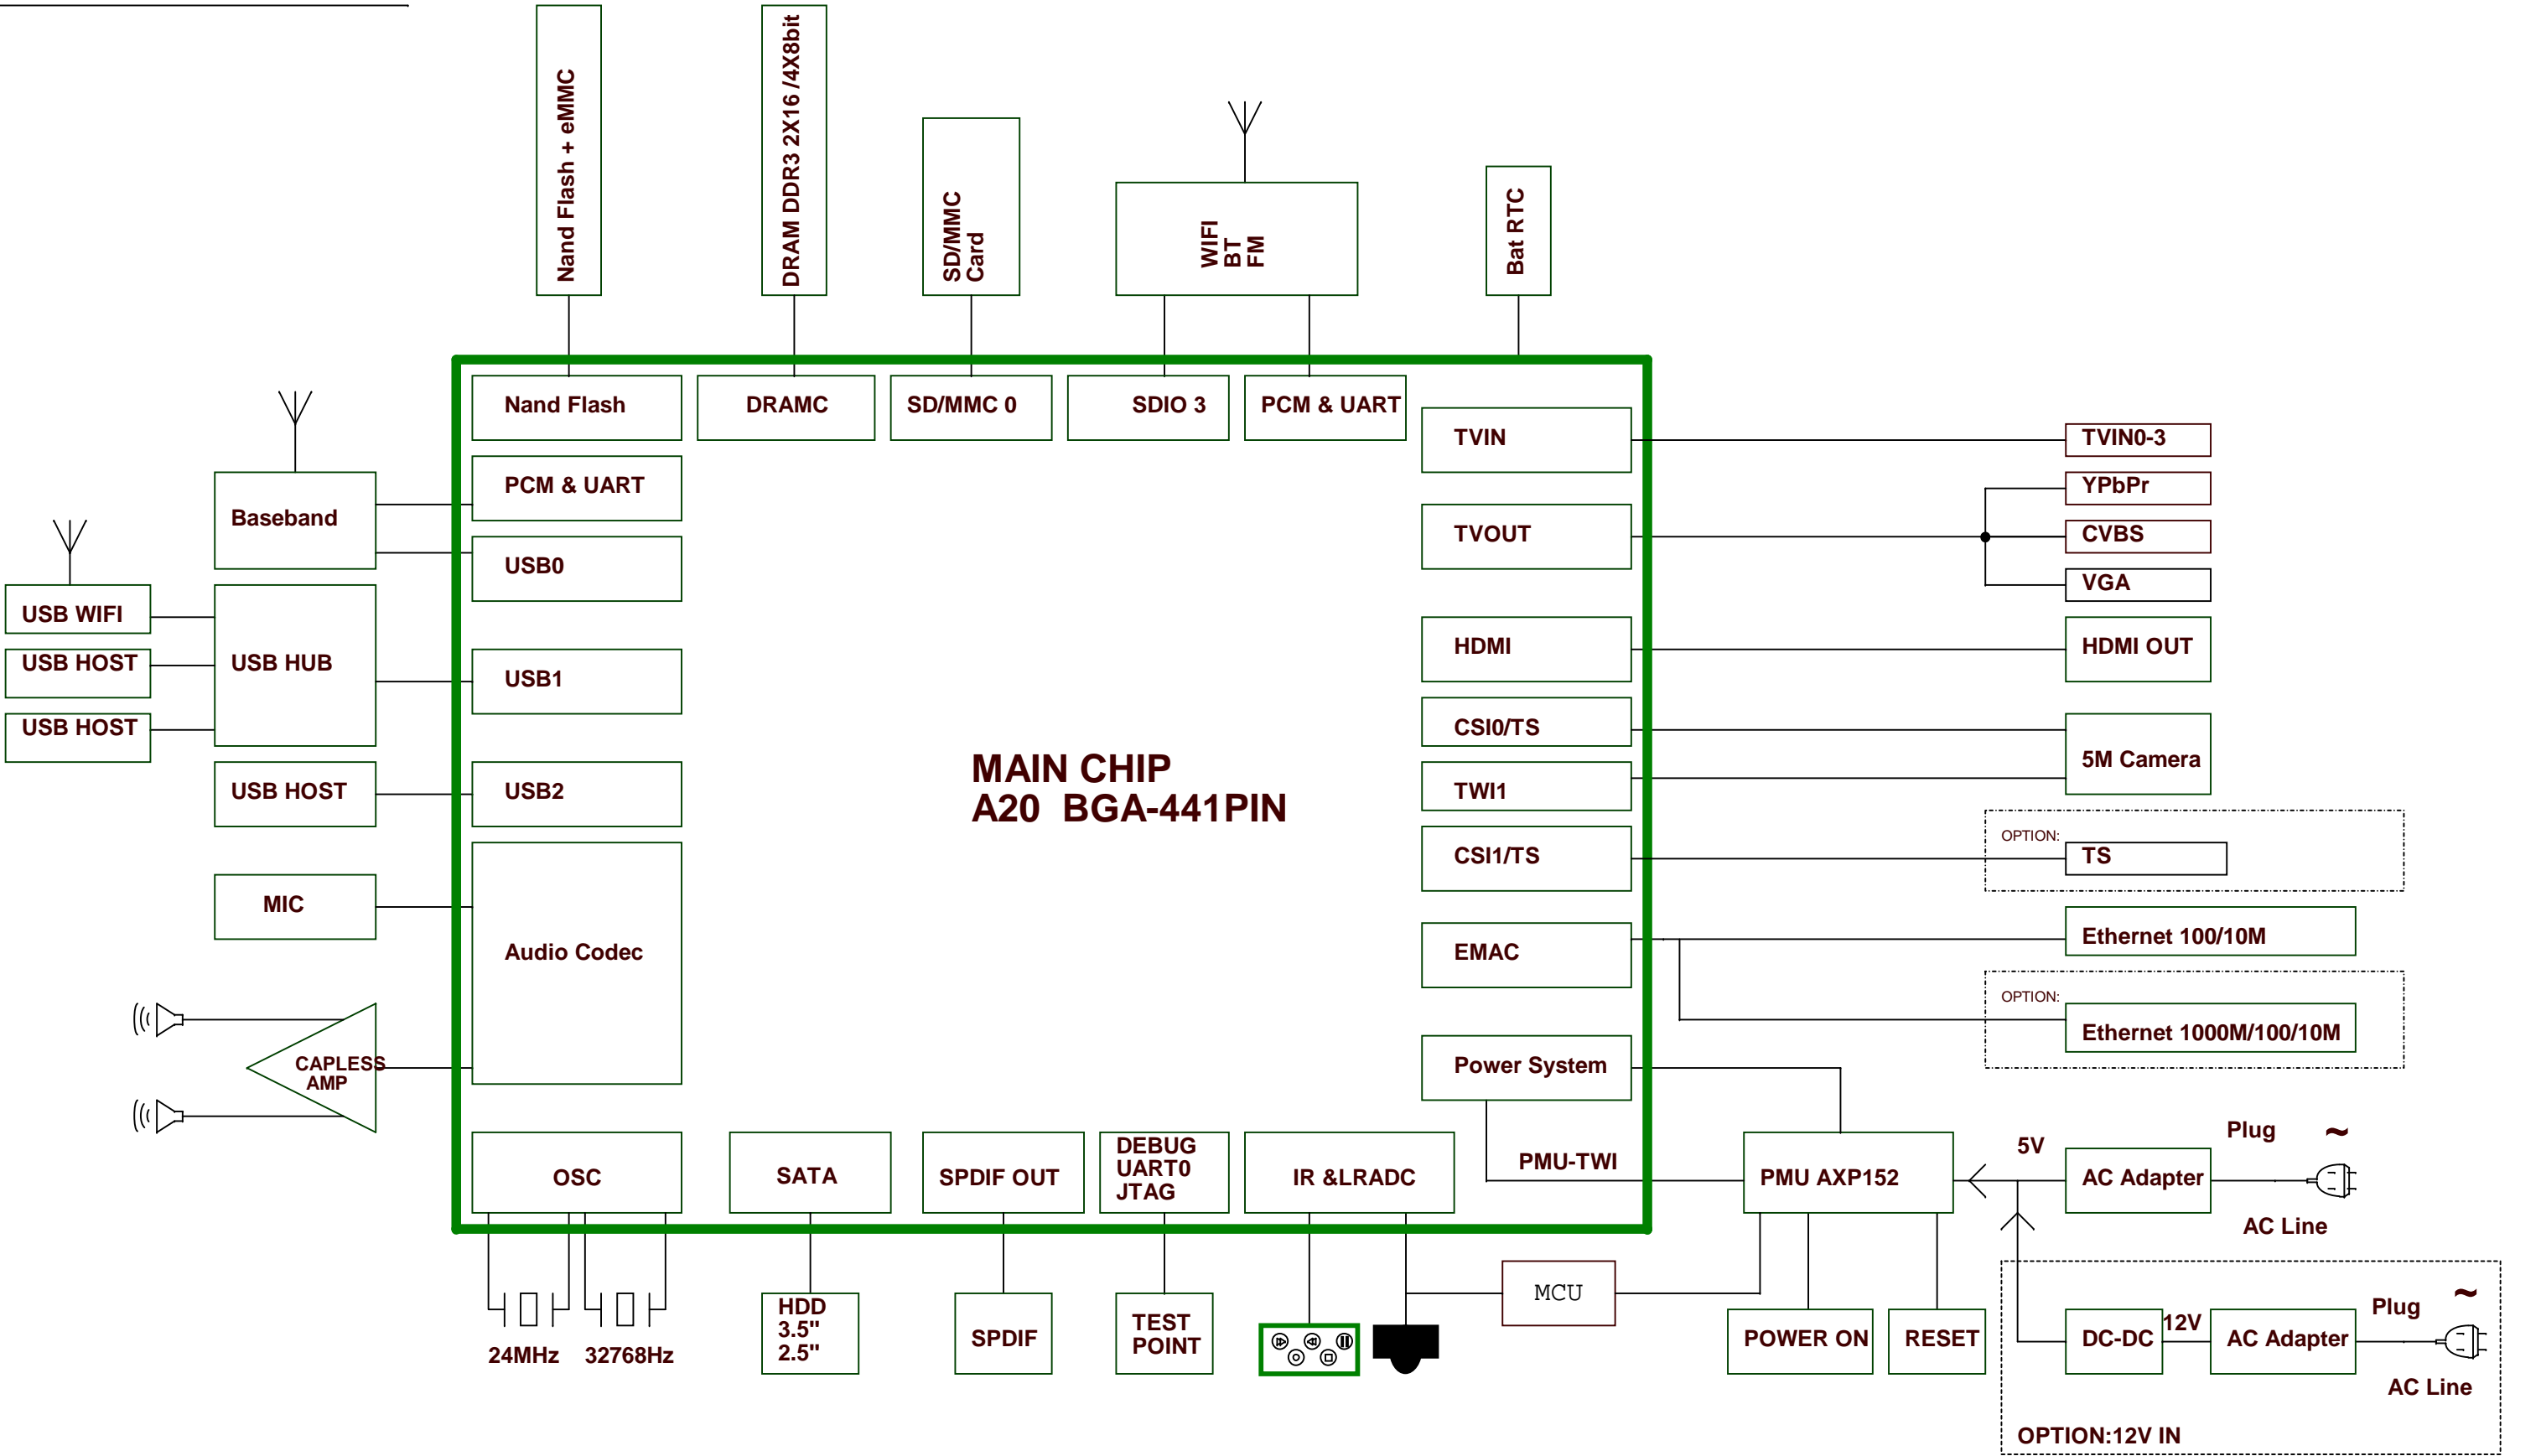 Nand Flash + eMMC
DRAM DDR3 2X16 /4X8bit
SD/MMC
Card
WIFI
BT
FM
Bat RTC
Nand Flash
DRAMC
SD/MMC 0
SDIO 3
PCM & UART
TVIN
TVIN0-3
PCM & UART
YPbPr
Baseband
TVOUT
CVBS
USB0
VGA
USB WIFI
USB HOST
USB HOST
USB HUB
USB1
HDMI
HDMI OUT
CSI0/TS
5M Camera
MAIN CHIP
A20 BGA-441PIN
USB HOST
USB2
TWI1
OPTION:
CSI1/TS
TS
MIC
Audio Codec
EMAC
Ethernet 100/10M
OPTION:
Ethernet 1000M/100/10M
CAPLESS
AMP
Power System
OSC
SATA
SPDIF OUT
DEBUG
UART0
JTAG
IR &LRADC
PMU-TWI
PMU AXP152
5V
AC Adapter
Plug
~
AC Line
24MHz
32768Hz
HDD
3.5"
2.5"
SPDIF
TEST
POINT
MCU
POWER ON
RESET
DC-DC
12V
AC Adapter
Plug
~
AC Line
OPTION:12V IN